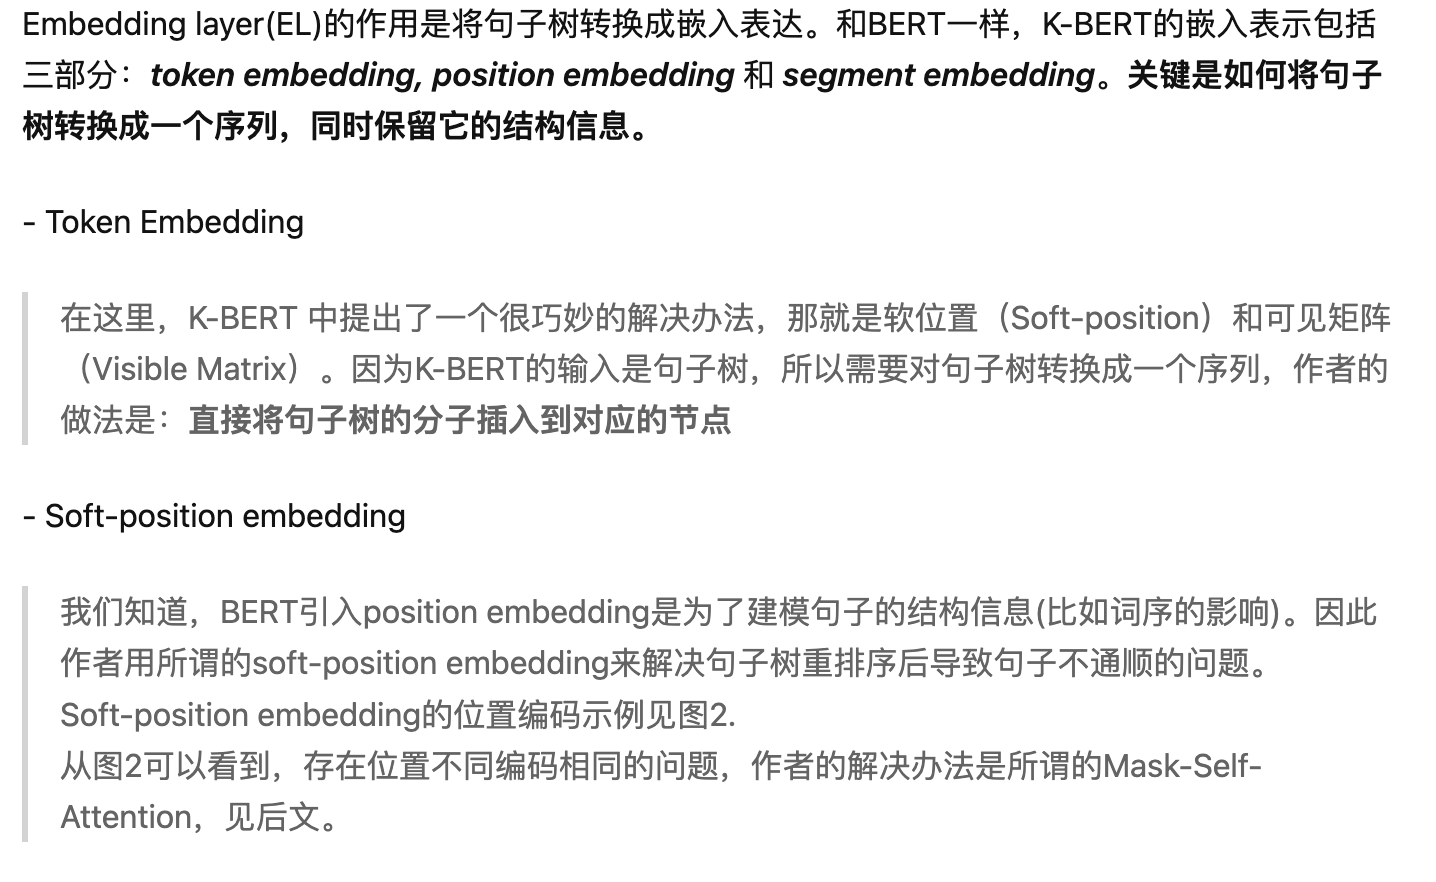 Embedding layer(EL)的作用是将句子树转换成嵌入表达。和BERT一样，K-BERT的嵌入表示包括
三部分：token embedding, position embedding 和 segment embedding。关键是如何将句子
树转换成一个序列，同时保留它的结构信息。
- Token Embedding
在这里，K-BERT 中提出了一个很巧妙的解决办法，那就是软位置（Soft-position）和可见矩阵
（Visible Matrix）。因为K-BERT的输入是句子树，所以需要对句子树转换成一个序列，作者的
做法是：直接将句子树的分子插入到对应的节点
- Soft-position embedding
我们知道，BERT引入position embedding是为了建模句子的结构信息(比如词序的影响)。因此
作者用所谓的soft-position embedding来解决句子树重排序后导致句子不通顺的问题。
Soft-position embedding的位置编码示例见图2.
从图2可以看到，存在位置不同编码相同的问题，作者的解决办法是所谓的Mask-Self-
Attention，见后文。